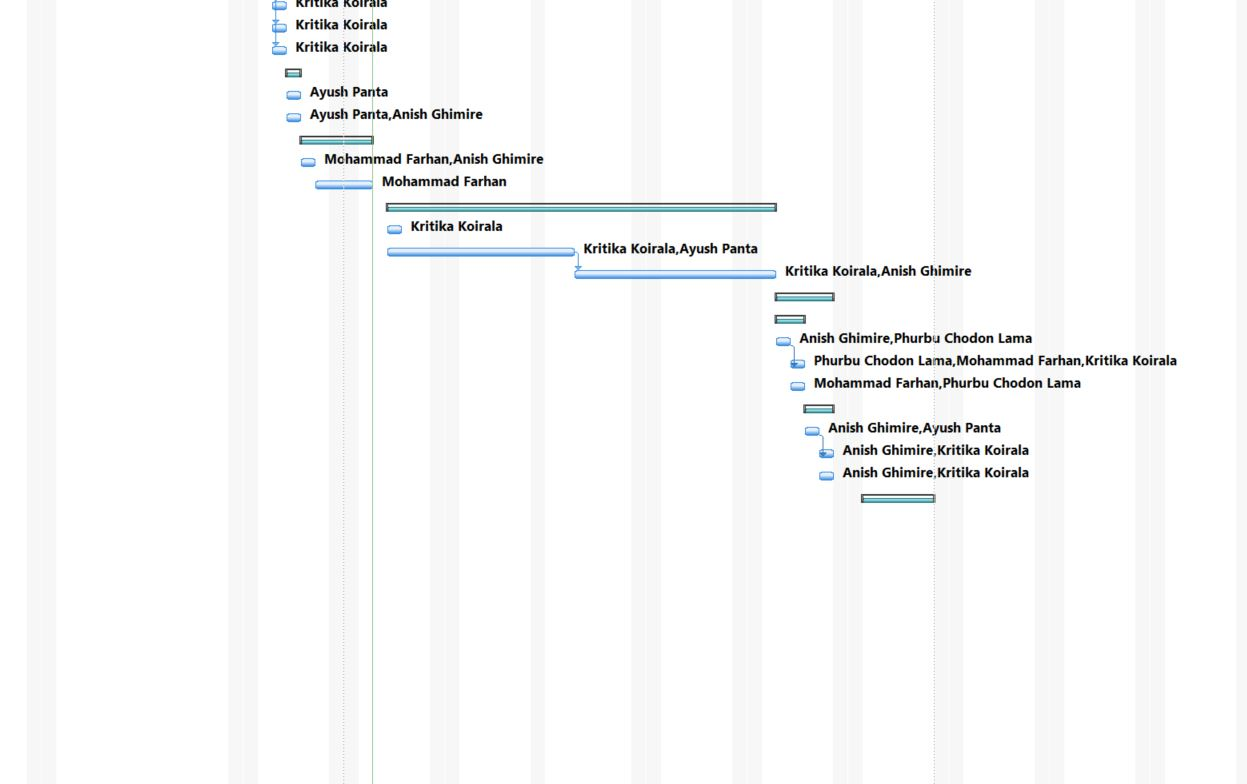 Kritika Koirala
Kritika Koirala
Kritika Koirala
Ayush Panta
Ayush Panta,Anish Ghimire
Mohammad Farhan,Anish Ghimire
Mohammad Farhan
Kritika Koirala
Kritika Koirala,Ayush Panta
Kritika Koirala,Anish Ghimire
Anish Ghimire,Phurbu Chodon Lama
Phurbu Chodon Lama,Mohammad Farhan,Kritika Koirala
Mohammad Farhan,Phurbu Chodon Lama
Anish Ghimire,Ayush Panta
Anish Ghimire,Kritika Koirala
Anish Ghimire,Kritika Koirala